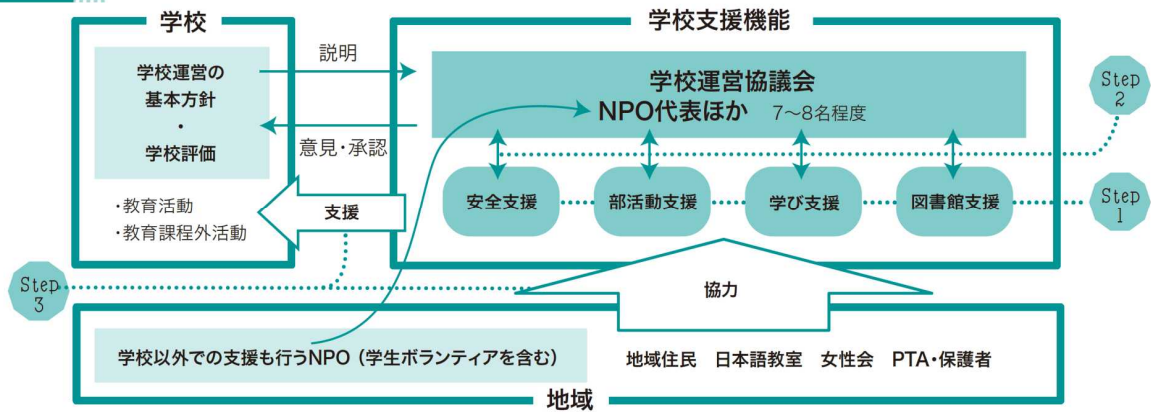 学校
学校運営の
基本方針
・
学校評価
・教育活動
・教育課程外活動
説明
意見・承認
支援
学校支援機能
学校運営協議会
NPO代表ほか 7〜8名程度
安全支援
部活動支援
学び支援
図書館支援
Step
2
Step
1
Step
3
協力
学校以外での支援も行うNPO（学生ボランティアを含む）
地域住民 日本語教室 女性会 PTA・保護者
地域